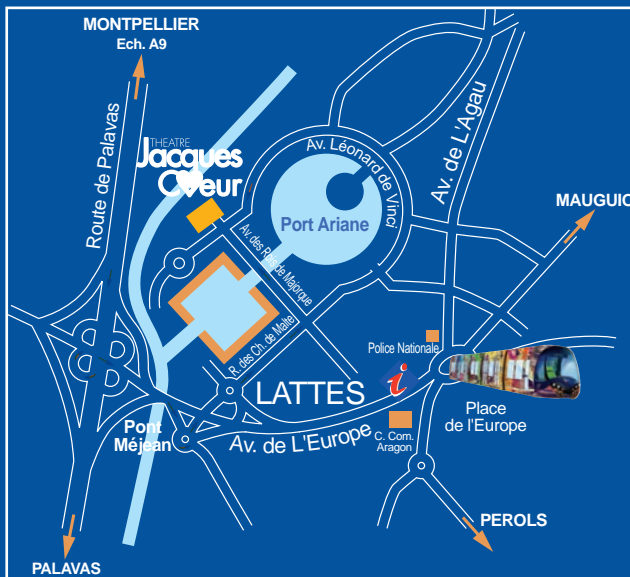 MONTPELLIER
Ech. A9
Route de Palavas
THEATRE
Jacques
Cœur
Av. Léonard de Vinci
Av. de L'Agau
Port Ariane
MAUGUIO
Av. des Rois de Majorque
R. des Ch. de Malte
Police Nationale
i
LATTES
Place
de l'Europe
Pont
Méjean
Av. de L'Europe
C. Com.
Aragon
PEROLS
PALAVAS